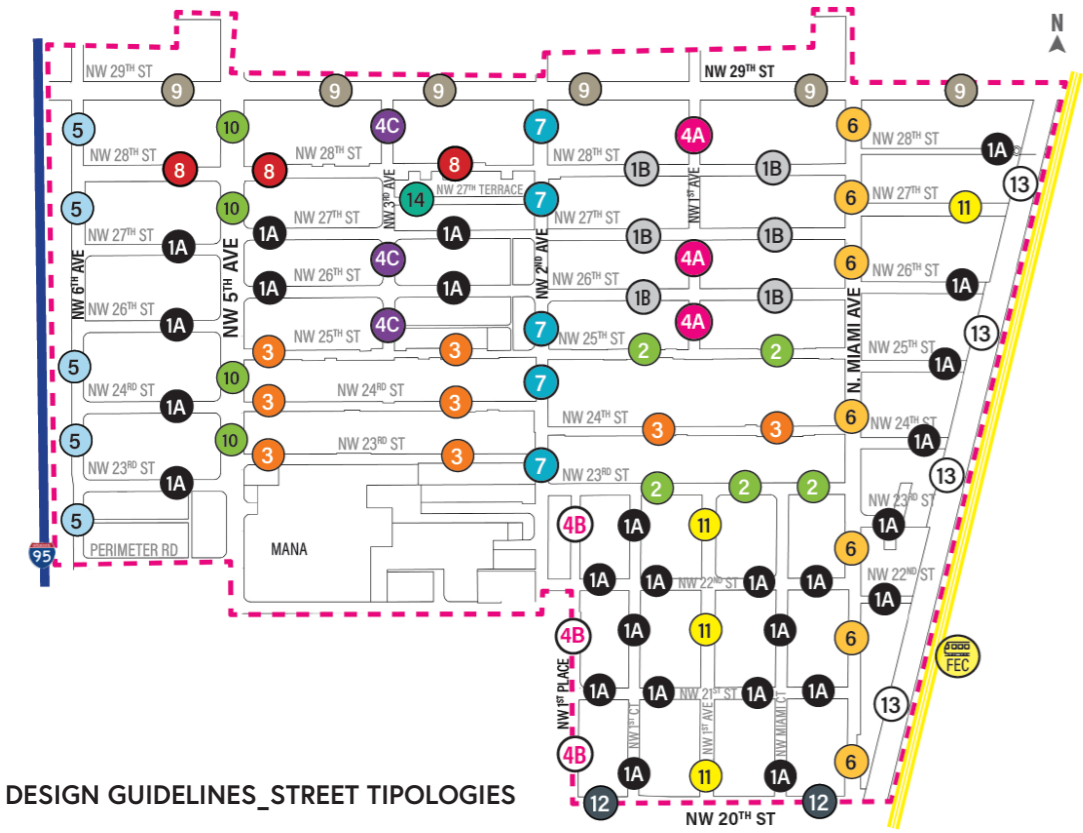 N
NW 29TH ST
NW 29TH ST
9
9
9
9
9
9
5
10
4C
7
4A
6
NW 28TH ST
1A
NW 28TH ST
NW 28TH ST
NW 28TH ST
8
8
8
1B
1B
13
NW 27TH ST
NW 27TH TERRACE
14
NW 3RD AVE
NW 1ST AVE
5
10
7
6
11
NW 27TH ST
NW 27TH ST
NW 27TH ST
1A
1A
1A
1B
1B
NW 6TH AVE
NW 5TH AVE
NW 2ND AVE
4C
4A
6
NW 26TH ST
NW 26TH ST
NW 26TH ST
1A
1A
1A
1B
1B
NW 26TH ST
1A
4C
7
4A
13
NW 25TH ST
NW 25TH ST
NW 25TH ST
3
3
2
2
1A
N. MIAMI AVE
5
10
7
NW 24RD ST
NW 24RD ST
1A
3
3
6
NW 24TH ST
NW 24TH ST
3
3
1A
5
10
NW 23RD ST
NW 23RD ST
NW 23RD ST
3
3
7
13
1A
2
2
2
NW 23RD ST
5
4B
1A
11
1A
PERIMETER RD
MANA
6
95
NW 22ND ST
NW 22ND ST
1A
1A
1A
1A
1A
4B
1A
11
1A
6
FEC
NW 1ST PLACE
NW 21ST ST
1A
1A
1A
1A
13
NW 1ST CT
NW 1ST AVE
NW MIAMI CT
4B
1A
11
1A
6
12
12
DESIGN GUIDELINES_STREET TIPOLOGIES
NW 20TH ST